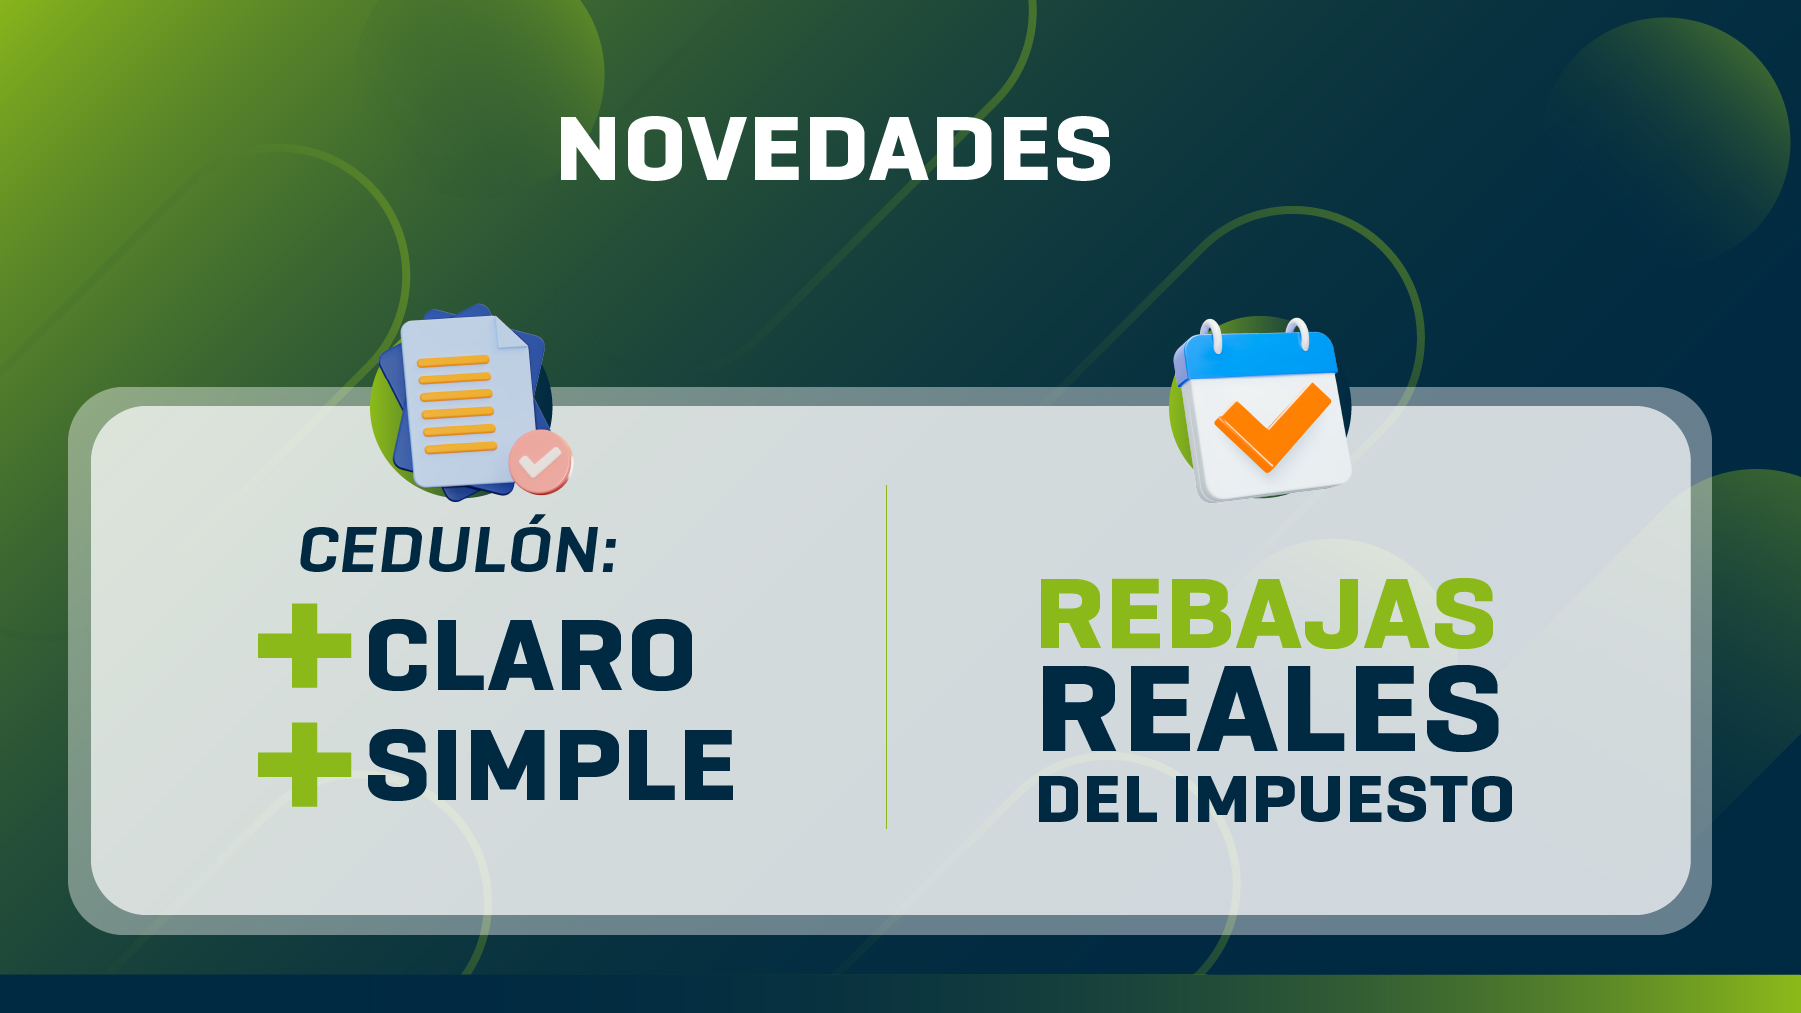 NOVEDADES
CEDULÓN:
+CLARO
+SIMPLE
REBAJAS
REALES
DEL IMPUESTO